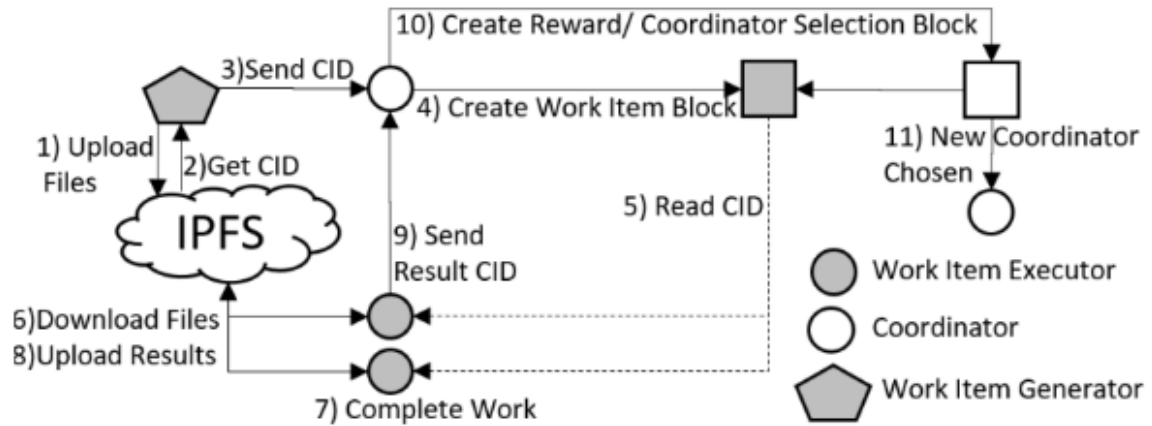 10) Create Reward/ Coordinator Selection Block
3)Send CID
4) Create Work Item Block
1) Upload
Files
2)Get CID
11) New Coordinator
Chosen
IPFS
5) Read CID
9) Send
Result CID
Work Item Executor
6)Download Files
Coordinator
8)Upload Results
Work Item Generator
7) Complete Work